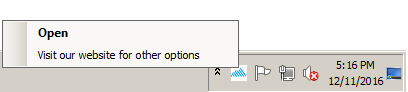 Open
Visit our website for other options
5:16 PM
12/11/2016